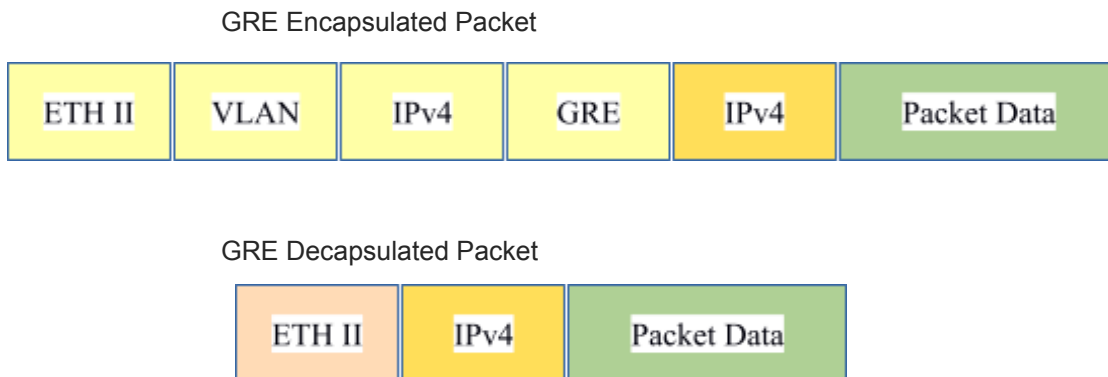 GRE Encapsulated Packet
ETH II VLAN IPv4 GRE IPv4 Packet Data
GRE Decapsulated Packet
ETH II IPv4 Packet Data